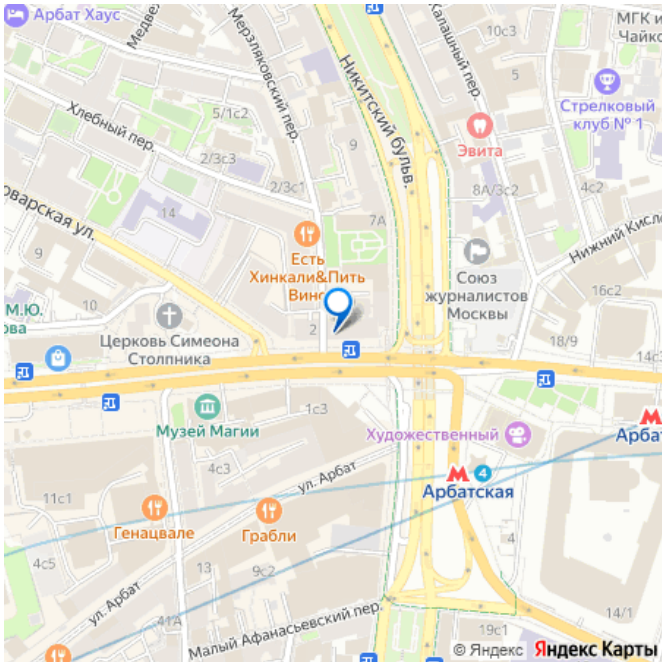 Арбат Хаус
Медве
Мерзляковский пер.
Хлебный пер.
5/1с2
2/3с3
2/3с1
9
Никитский бульв.
Калашный пер.
10с3
5
МГК и
Чайко
Стрелковый
клуб № 1
Эвита
8А/3с2
4с2
оварская ул.
14
9
7А
Есть
Хинкали&Пить
Вино
Союз
журналистов
Москвы
Нижний Кисло
16с2
М.Ю.
ова
10
Церковь Симеона
Столпника
2
18/9
14с3
1с3
Музей Магии
4с3
Художественный
Арбат
4
Арбатская
ул. Арбат
11с1
Генацвале
Грабли
4с5
13
9с2
4
ул. Арбат
41А
Малый Афанасьевский пер.
19с1
14/1
© Яндекс Яндекс Карты